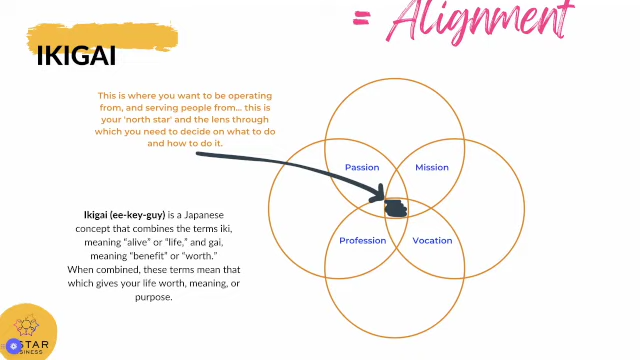 = Alignment
IKIGAI
This is where you want to be operating
from, and serving people from... this is
your 'north star' and the lens through
which you need to decide on what to do
and how to do it.
Passion
Mission
Profession
Vocation
Ikigai (ee-key-guy) is a Japanese
concept that combines the terms iki,
meaning “alive” or “life,” and gai,
meaning “benefit” or “worth.”
When combined, these terms mean that
which gives your life worth, meaning, or
purpose.
STAR